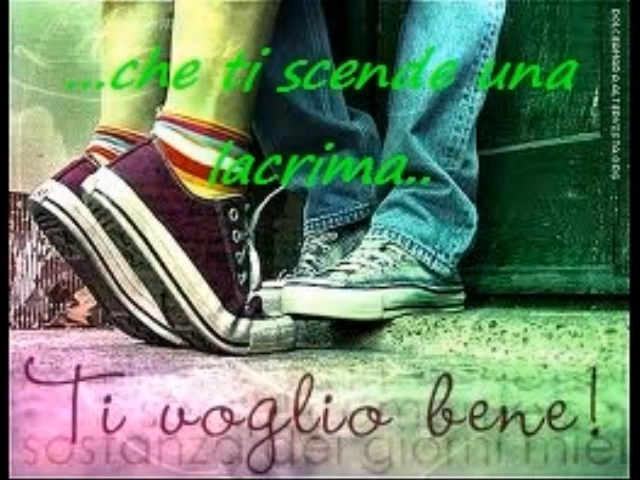 ...che ti scende una
lacrima..
Ti voglio bene!
sostanza dei giorni miei